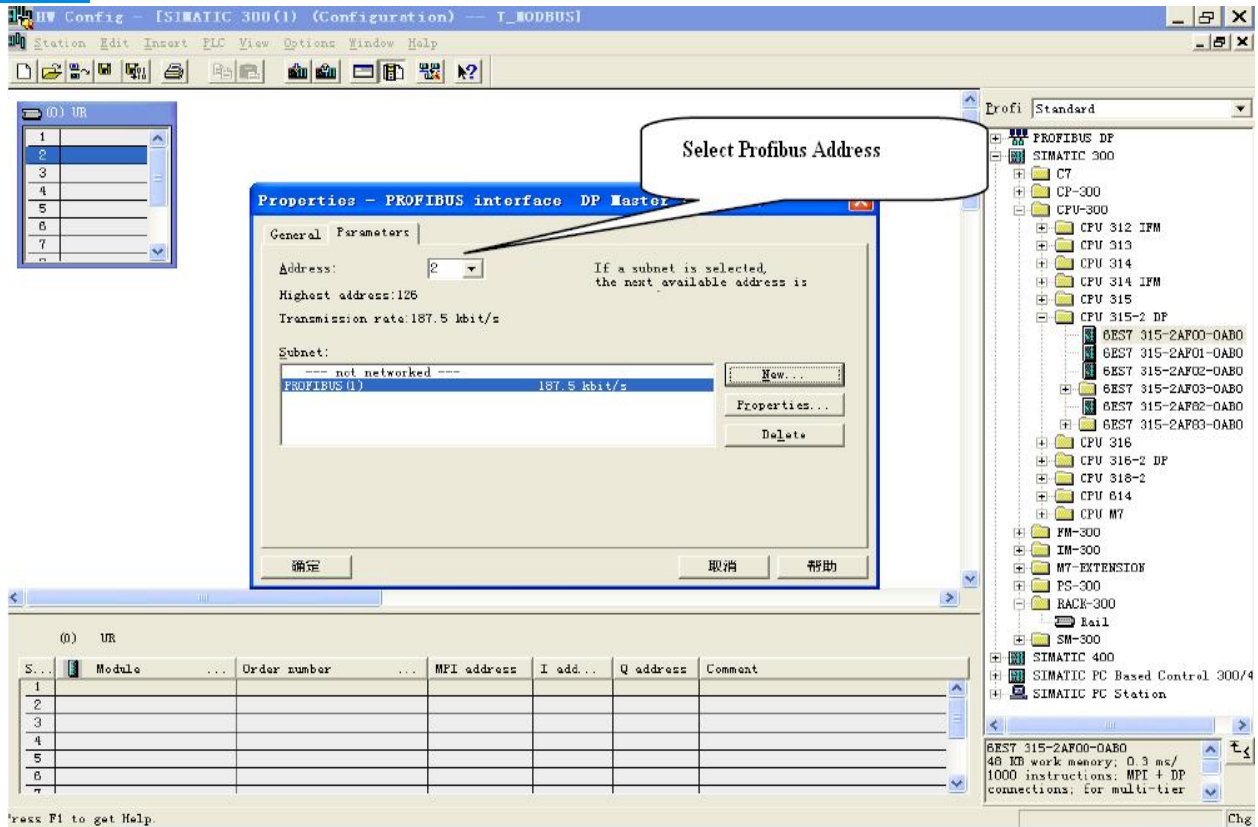 HW Config - [SIMATIC 300(1) (Configuration) -- T_MODBUS]
Station Edit Insert PLC View Options Window Help
(0) UR
1
2
3
4
5
6
7
Select Profibus Address
Properties - PROFIBUS interface DP Master
General Parameters
Address: 2
If a subnet is selected,
the next available address is
Highest address:126
Transmission rate:187.5 kbit/s
Subnet:
--- not networked ---
PROFIBUS(1) 187.5 kbit/s
New...
Properties...
Delete
确定 取消 帮助
Profi Standard
PROFIBUS DP
SIMATIC 300
C7
CP-300
CPU-300
CPU 312 IFM
CPU 313
CPU 314
CPU 314 IFM
CPU 315
CPU 315-2 DP
6ES7 315-2AF00-0AB0
6ES7 315-2AF01-0AB0
6ES7 315-2AF02-0AB0
6ES7 315-2AF03-0AB0
6ES7 315-2AF82-0AB0
6ES7 315-2AF83-0AB0
CPU 316
CPU 316-2 DP
CPU 318-2
CPU 614
CPU M7
FM-300
IM-300
M7-EXTENSION
PS-300
RACK-300
Rail
SM-300
SIMATIC 400
SIMATIC PC Based Control 300/4
SIMATIC PC Station
6ES7 315-2AF00-0AB0
48 KB work memory; 0.3 ms/
1000 instructions; MPI + DP
connections; for multi-tier
(0) UR
S... Module ... Order number ... MPI address I add... Q address Comment
1
2
3
4
5
6
7
Press F1 to get Help. Chg